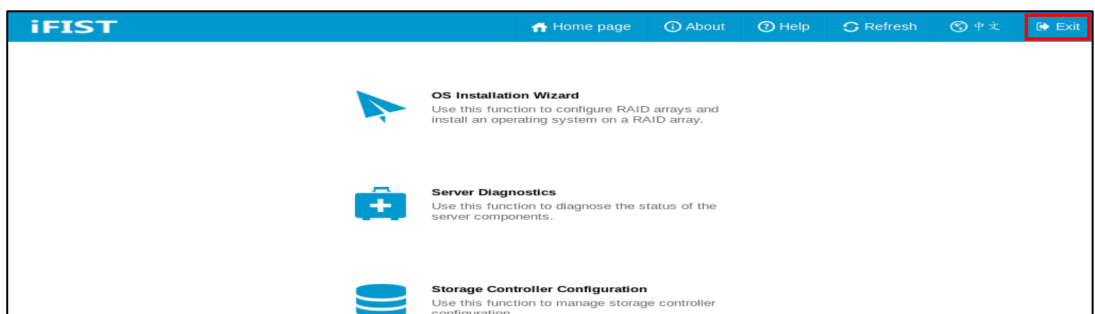 iFIST
Home page About Help Refresh 中文 Exit
OS Installation Wizard
Use this function to configure RAID arrays and
install an operating system on a RAID array.
Server Diagnostics
Use this function to diagnose the status of the
server components.
Storage Controller Configuration
Use this function to manage storage controller
configuration.